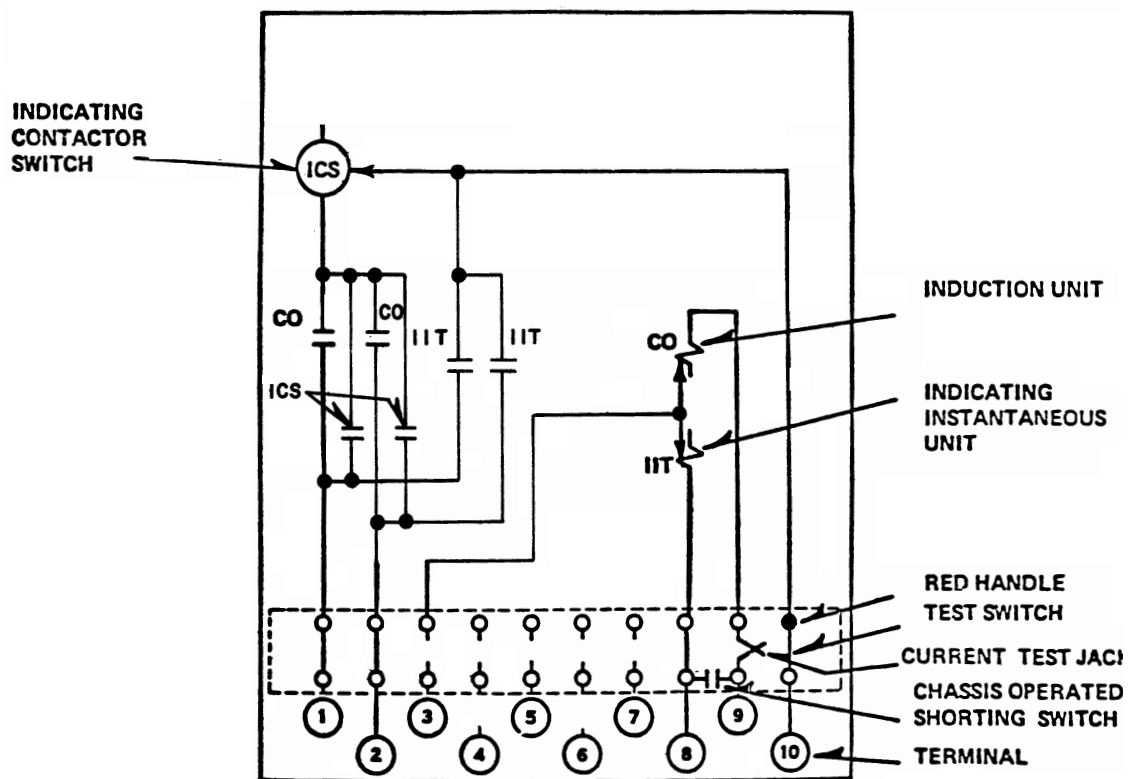 INDICATING
CONTACTOR
SWITCH
ICS
CO
CO
IIT
IIT
ICS
CO
IIT
INDUCTION UNIT
INDICATING
INSTANTANEOUS
UNIT
RED HANDLE
TEST SWITCH
CURRENT TEST JACK
CHASSIS OPERATED
SHORTING SWITCH
TERMINAL
1
2
3
4
5
6
7
8
9
10